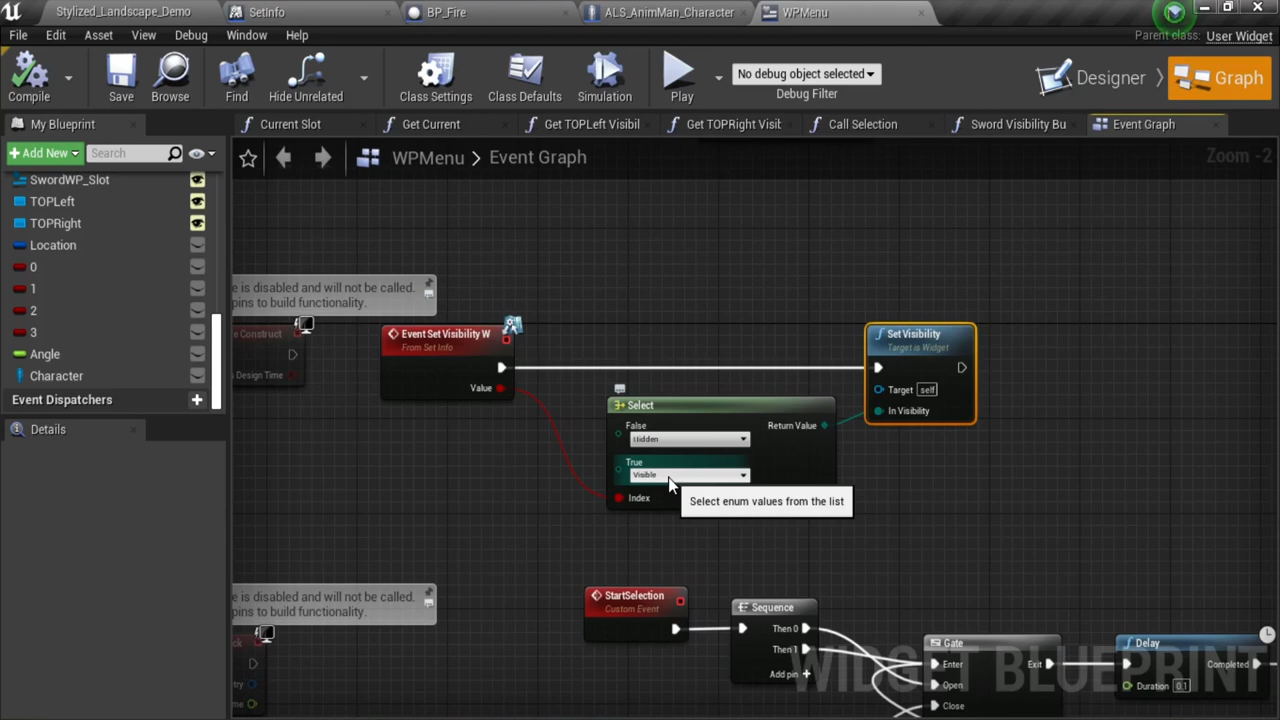 Stylized_Landscape_Demo
SetInfo
BP_Fire
ALS_AnimMan_Character
WPMenu
File
Edit
Asset
View
Debug
Window
Help
Parent class: User Widget
Compile
Save
Browse
Find
Hide Unrelated
Class Settings
Class Defaults
Simulation
Play
No debug object selected
Debug Filter
Designer
Graph
My Blueprint
Current Slot
Get Current
Get TOPLeft Visibil
Get TOPRight Visib
Call Selection
Sword Visibility Bu
Event Graph
Add New
Search
WPMenu > Event Graph
Zoom -2
SwordWP_Slot
TOPLeft
TOPRight
Location
0
1
2
3
Angle
Character
Event Dispatchers
Details
e is disabled and will not be called.
pins to build functionality.
e Construct
s Design Time
Event Set Visibility W
From Set Info
Value
Select
False
Hidden
True
Visible
Index
Return Value
Select enum values from the list
Set Visibility
Target is Widget
Target self
In Visibility
e is disabled and will not be called.
pins to build functionality.
StartSelection
Custom Event
Sequence
Then 0
Then 1
Add pin +
Gate
Enter
Exit
Open
Close
Delay
Completed
Duration 0.1
WIDGET BLUEPRINT